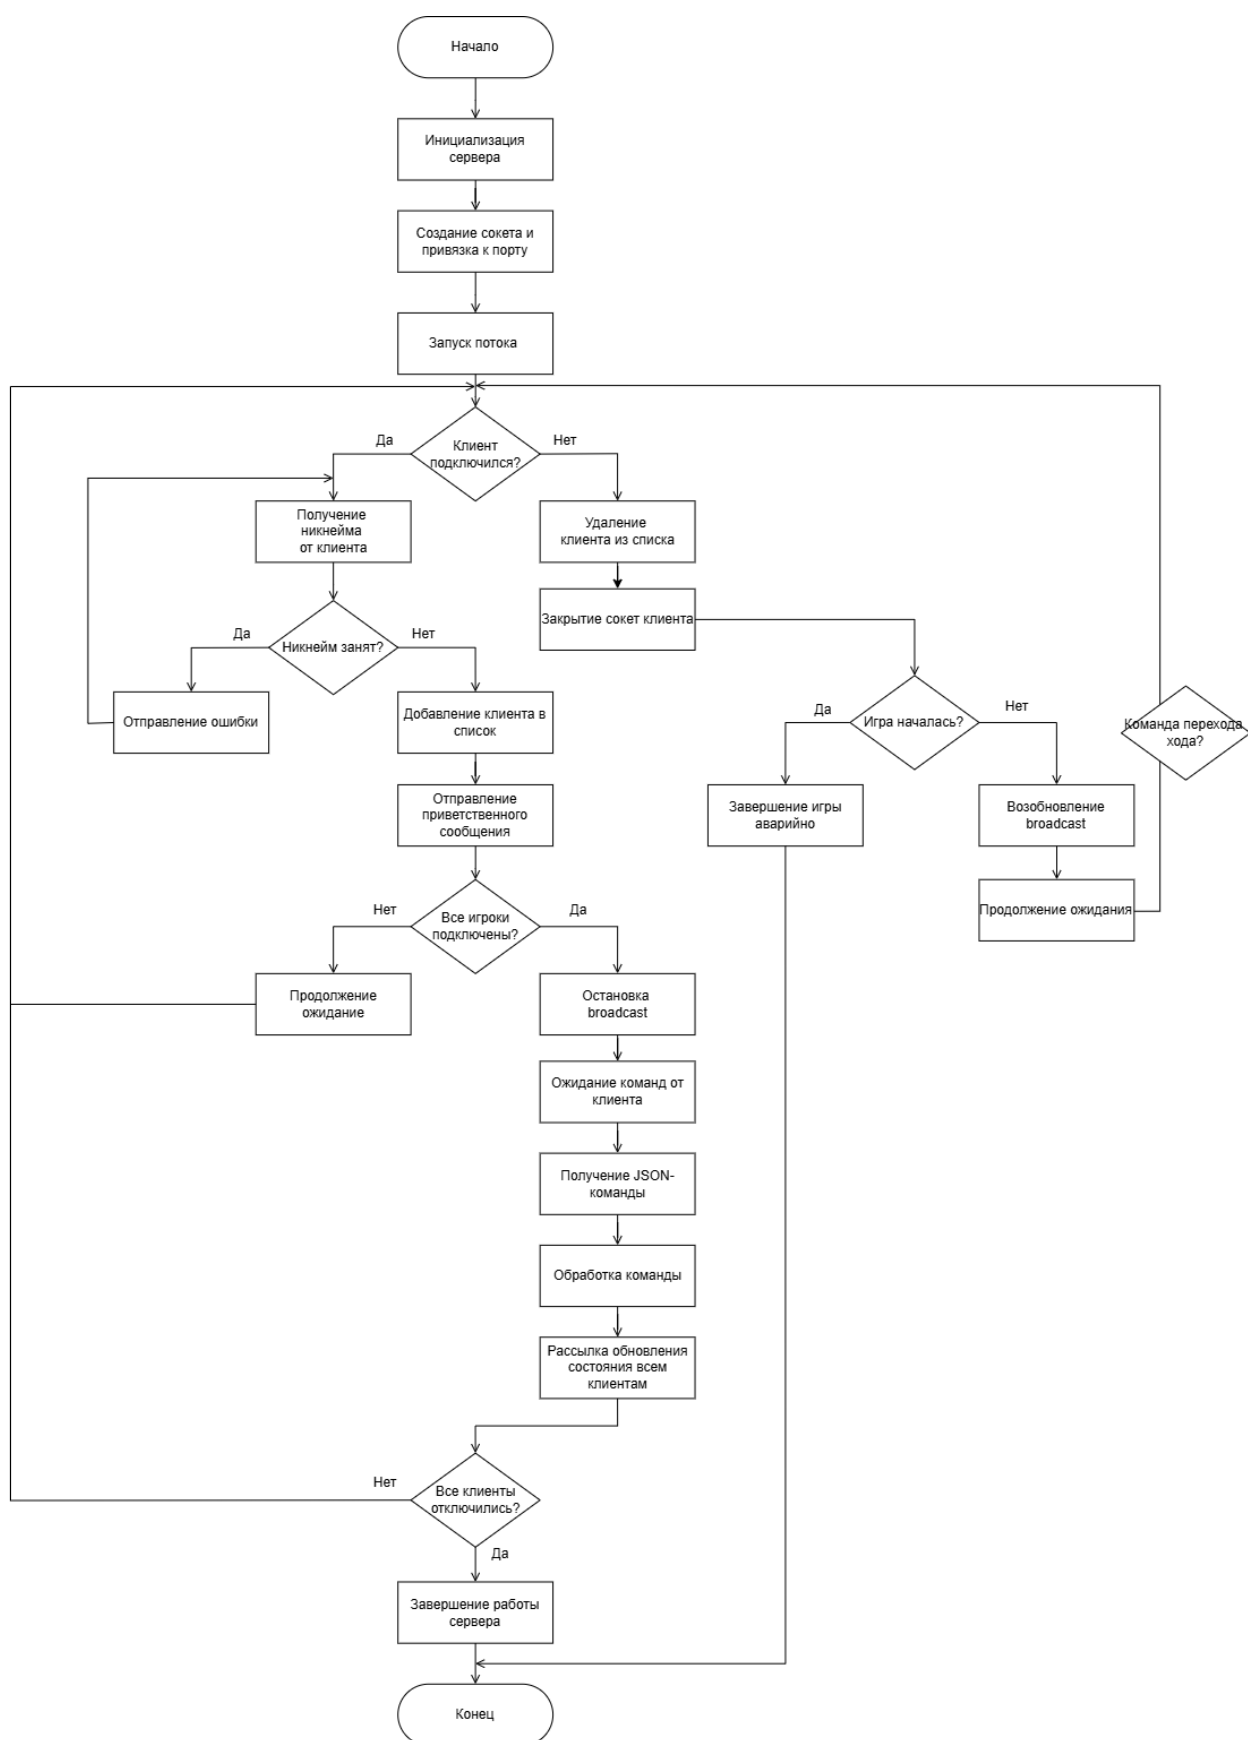 Начало
Инициализация
сервера
Создание сокета и
привязка к порту
Запуск потока
Да
Клиент
подключился?
Нет
Получение
никнейма
от клиента
Удаление
клиента из списка
Закрытие сокет клиента
Да
Никнейм занят?
Нет
Отправление ошибки
Добавление клиента в
список
Да
Игра началась?
Нет
Команда перехода
хода?
Отправление
приветственного
сообщения
Завершение игры
аварийно
Возобновление
broadcast
Нет
Все игроки
подключены?
Да
Продолжение ожидания
Продолжение
ожидание
Остановка
broadcast
Ожидание команд от
клиента
Получение JSON-
команды
Обработка команды
Рассылка обновления
состояния всем
клиентам
Нет
Все клиенты
отключились?
Да
Завершение работы
сервера
Конец